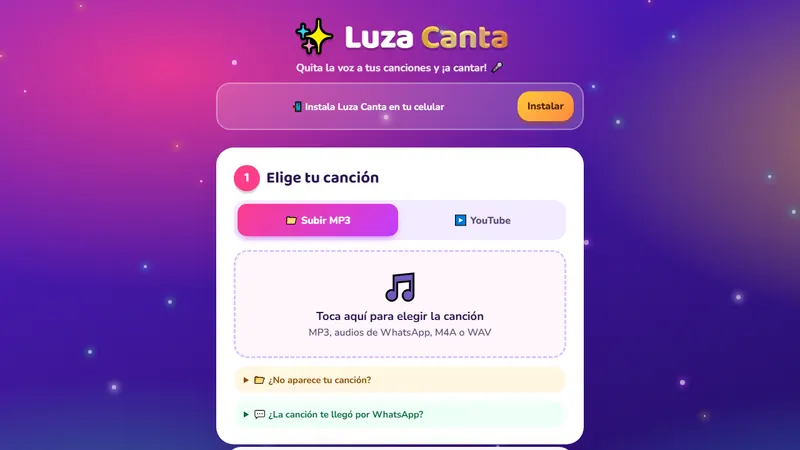 Luza Canta
Quita la voz a tus canciones y ¡a cantar!
Instala Luza Canta en tu celular
Instalar
1 Elige tu canción
Subir MP3
YouTube
Toca aquí para elegir la canción
MP3, audios de WhatsApp, M4A o WAV
¿No aparece tu canción?
¿La canción te llegó por WhatsApp?